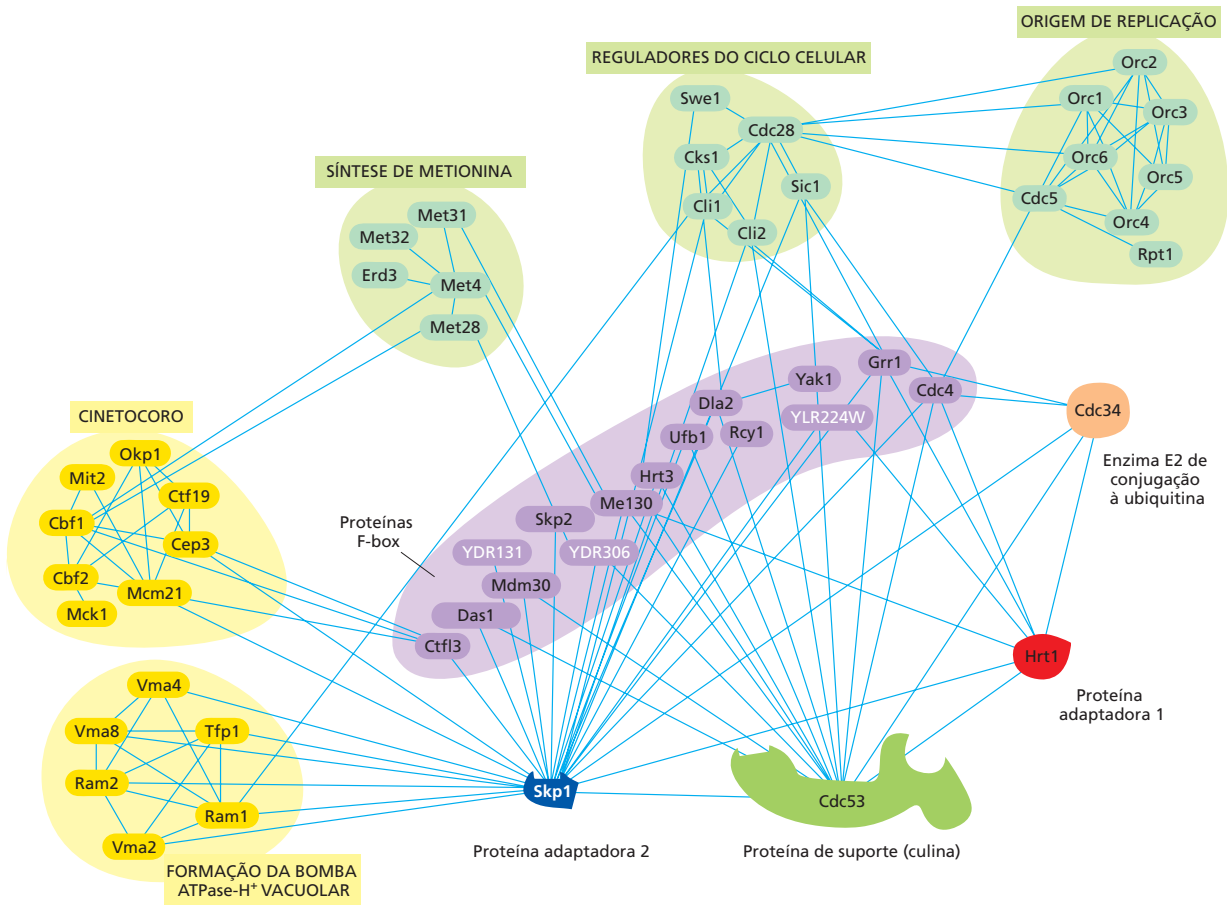 ORIGEM DE REPLICAÇÃO
Orc2
Orc1
Orc3
Orc6
Orc5
Cdc5
Orc4
Rpt1
REGULADORES DO CICLO CELULAR
Swe1
Cdc28
Cks1
Sic1
Cli1
Cli2
SÍNTESE DE METIONINA
Met31
Met32
Erd3
Met4
Met28
CINETOCORO
Okp1
Mit2
Ctf19
Cbf1
Cep3
Cbf2
Mcm21
Mck1
Proteínas
F-box
Grr1
Yak1
Cdc4
Dla2
YLR224W
Ufb1
Rcy1
Hrt3
Me130
Skp2
YDR131
YDR306
Mdm30
Das1
Ctfl3
Cdc34
Enzima E2 de
conjugação
à ubiquitina
Hrt1
Proteína
adaptadora 1
Vma4
Vma8
Tfp1
Ram2
Ram1
Vma2
FORMAÇÃO DA BOMBA
ATPase-H⁺ VACUOLAR
Skp1
Proteína adaptadora 2
Cdc53
Proteína de suporte (culina)